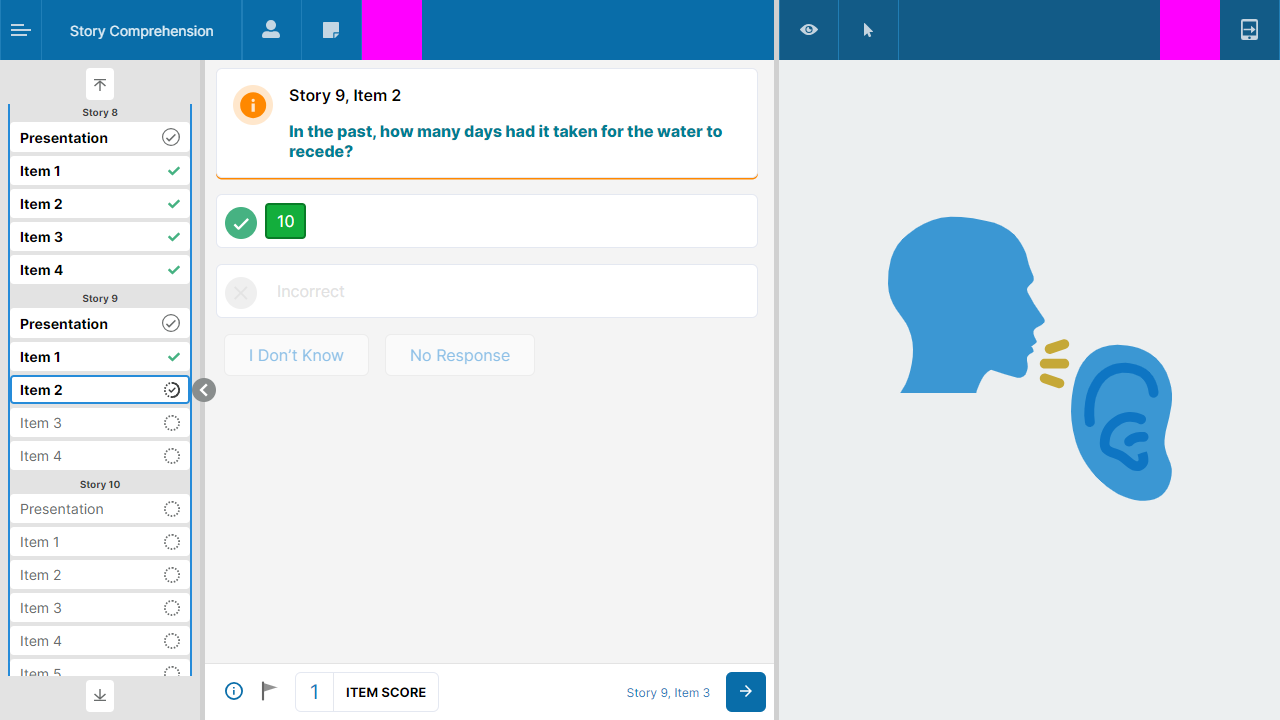 Story Comprehension
Story 8
Presentation
Item 1
Item 2
Item 3
Item 4
Story 9
Presentation
Item 1
Item 2
Item 3
Item 4
Story 10
Presentation
Item 1
Item 2
Item 3
Item 4
Item 5
Story 9, Item 2
In the past, how many days had it taken for the water to
recede?
10
Incorrect
I Don’t Know
No Response
1
ITEM SCORE
Story 9, Item 3